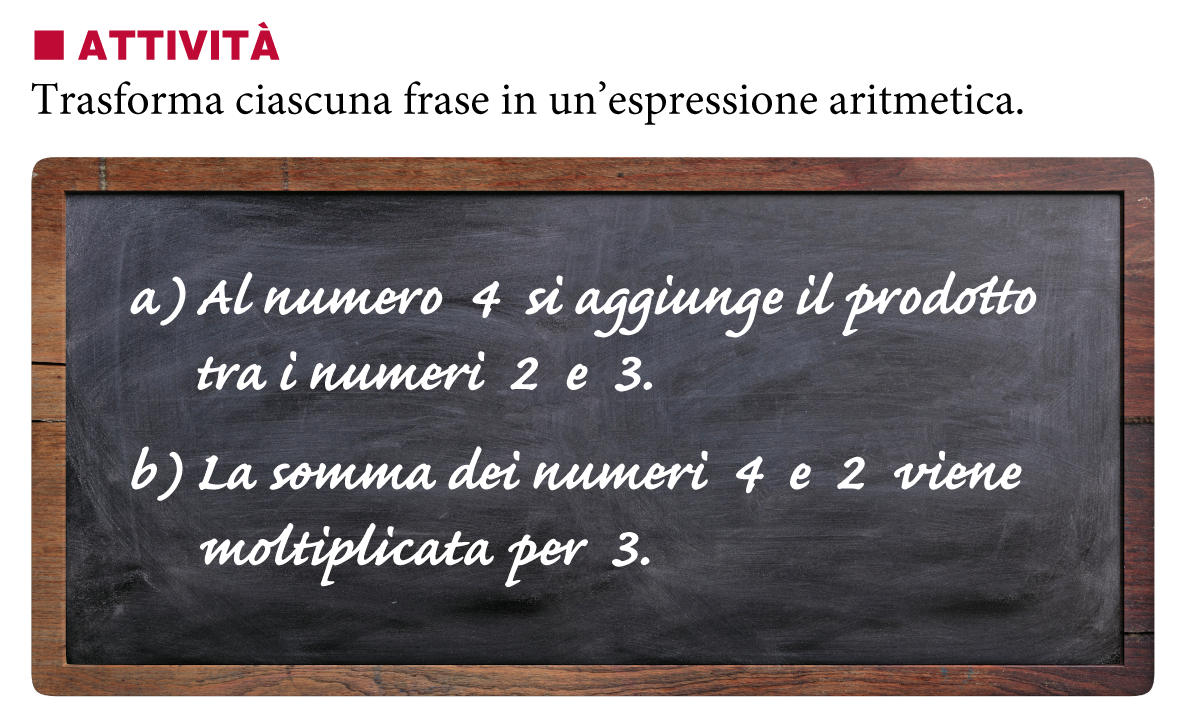 ■ ATTIVITÀ
Trasforma ciascuna frase in un’espressione aritmetica.
a) Al numero 4 si aggiunge il prodotto
tra i numeri 2 e 3.
b) La somma dei numeri 4 e 2 viene
moltiplicata per 3.